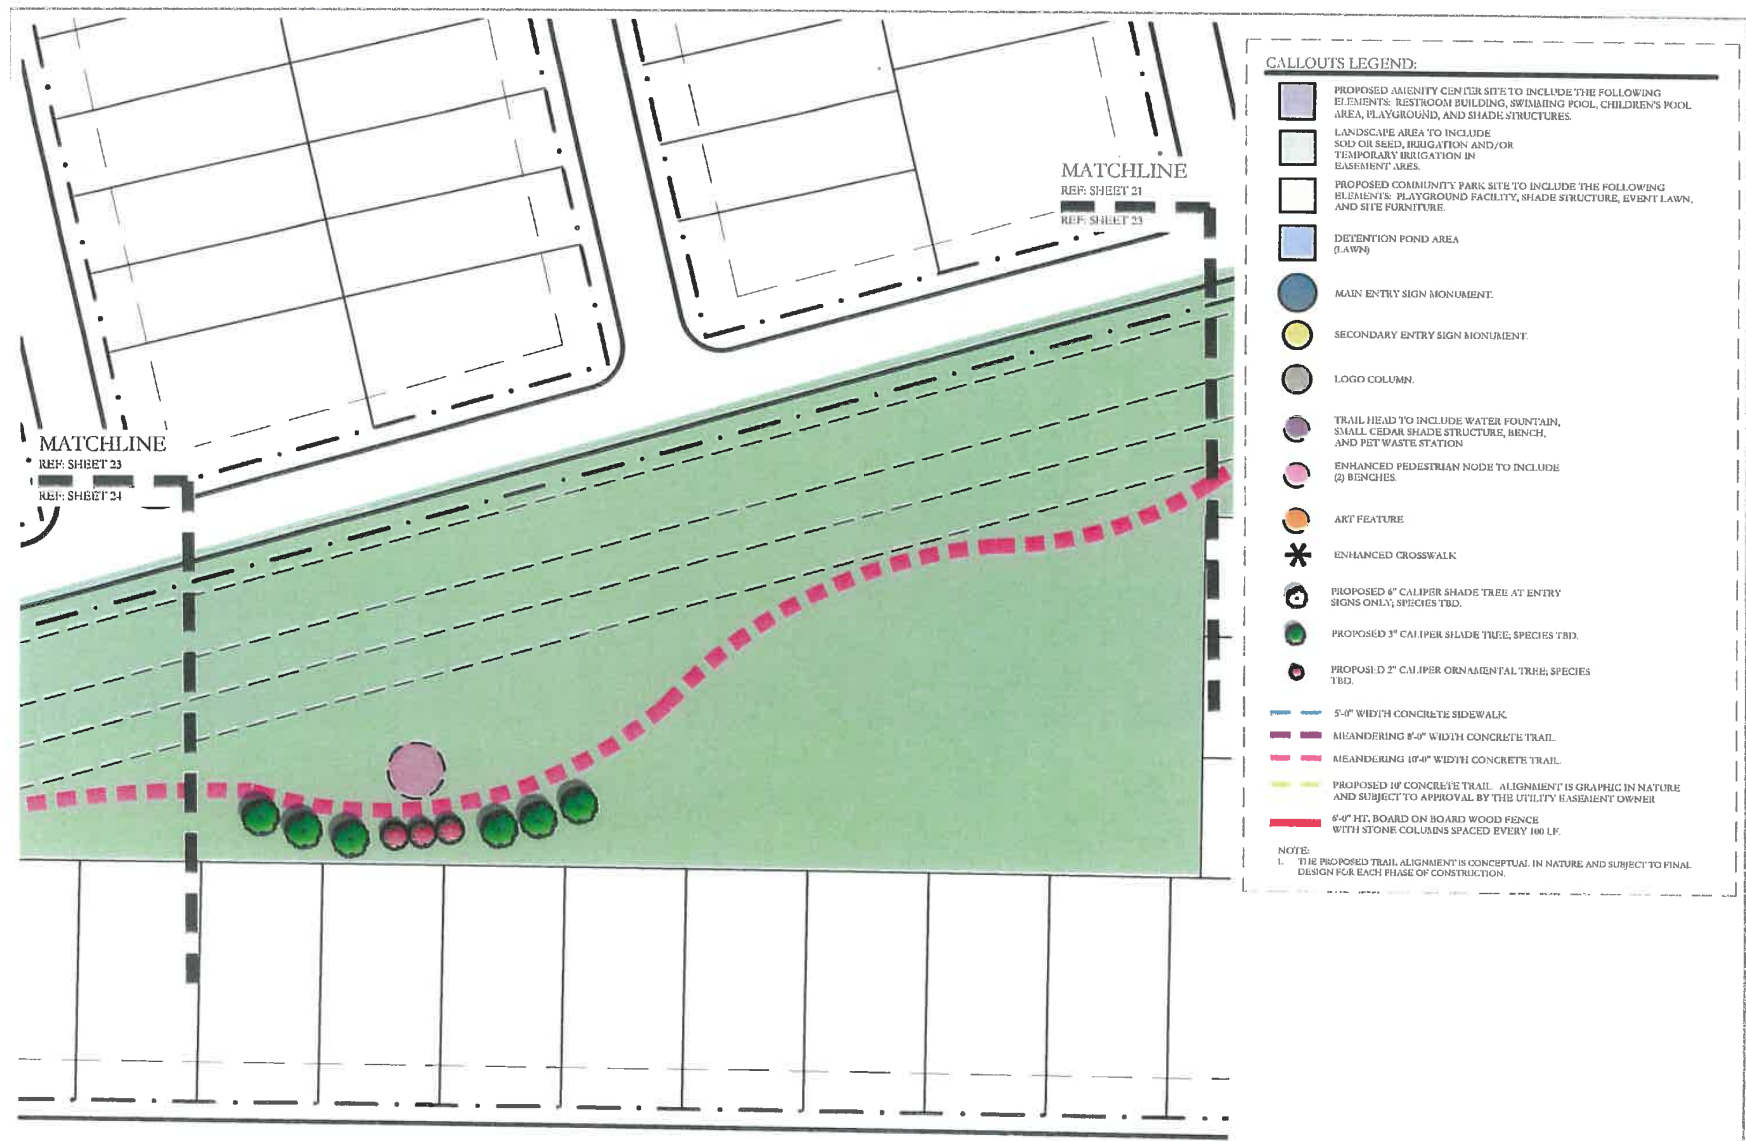 MATCHLINE
REF: SHEET 21
REF: SHEET 23
MATCHLINE
REF: SHEET 23
REF: SHEET 24
CALLOUTS LEGEND:
PROPOSED AMENITY CENTER SITE TO INCLUDE THE FOLLOWING
ELEMENTS: RESTROOM BUILDING, SWIMMING POOL, CHILDREN'S POOL
AREA, PLAYGROUND, AND SHADE STRUCTURES.
LANDSCAPE AREA TO INCLUDE
SOD OR SEED, IRRIGATION AND/OR
TEMPORARY IRRIGATION IN
EASEMENT ARES.
PROPOSED COMMUNITY PARK SITE TO INCLUDE THE FOLLOWING
ELEMENTS: PLAYGROUND FACILITY, SHADE STRUCTURE, EVENT LAWN,
AND SITE FURNITURE.
DETENTION POND AREA
(LAWN)
MAIN ENTRY SIGN MONUMENT.
SECONDARY ENTRY SIGN MONUMENT.
LOGO COLUMN.
TRAIL HEAD TO INCLUDE WATER FOUNTAIN,
SMALL CEDAR SHADE STRUCTURE, BENCH,
AND PET WASTE STATION
ENHANCED PEDESTRIAN NODE TO INCLUDE
(2) BENCHES.
ART FEATURE
ENHANCED CROSSWALK
PROPOSED 6" CALIPER SHADE TREE AT ENTRY
SIGNS ONLY; SPECIES TBD.
PROPOSED 3" CALIPER SHADE TREE; SPECIES TBD.
PROPOSED 2" CALIPER ORNAMENTAL TREE; SPECIES
TBD.
5'-0" WIDTH CONCRETE SIDEWALK.
MEANDERING 8'-0" WIDTH CONCRETE TRAIL.
MEANDERING 10'-0" WIDTH CONCRETE TRAIL.
PROPOSED 10' CONCRETE TRAIL. ALIGNMENT IS GRAPHIC IN NATURE
AND SUBJECT TO APPROVAL BY THE UTILITY EASEMENT OWNER
6'-0" HT. BOARD ON BOARD WOOD FENCE
WITH STONE COLUMNS SPACED EVERY 100 LF.
NOTE:
1. THE PROPOSED TRAIL ALIGNMENT IS CONCEPTUAL IN NATURE AND SUBJECT TO FINAL
DESIGN FOR EACH PHASE OF CONSTRUCTION.